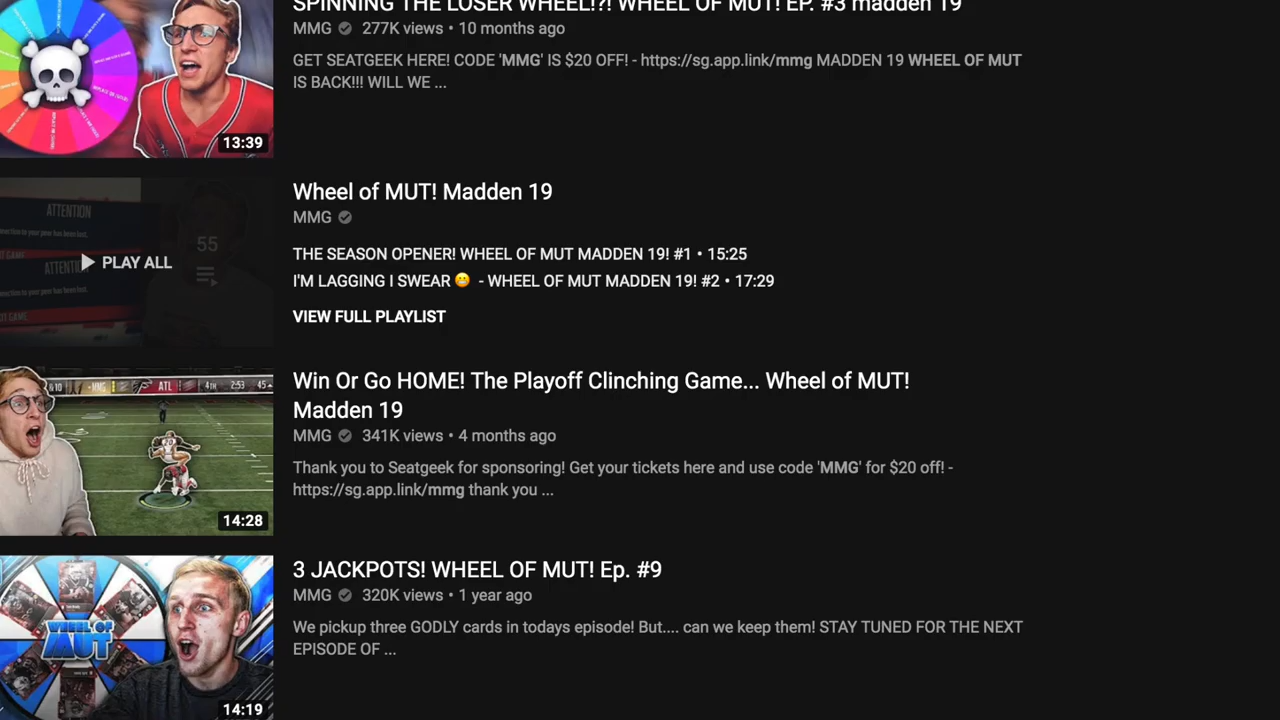 SPINNING THE LOSER WHEEL!?! WHEEL OF MUT! EP. #3 madden 19
MMG 277K views • 10 months ago
GET SEATGEEK HERE! CODE 'MMG' IS $20 OFF! - https://sg.app.link/mmg MADDEN 19 WHEEL OF MUT
IS BACK!!! WILL WE ...
13:39
ATTENTION
55
PLAY ALL
Wheel of MUT! Madden 19
MMG
THE SEASON OPENER! WHEEL OF MUT MADDEN 19! #1 • 15:25
I'M LAGGING I SWEAR 😬 - WHEEL OF MUT MADDEN 19! #2 • 17:29
VIEW FULL PLAYLIST
MMG ATL 4TH 2:53 45
14:28
Win Or Go HOME! The Playoff Clinching Game... Wheel of MUT!
Madden 19
MMG 341K views • 4 months ago
Thank you to Seatgeek for sponsoring! Get your tickets here and use code 'MMG' for $20 off! -
https://sg.app.link/mmg thank you ...
WHEEL OF
MUT
14:19
3 JACKPOTS! WHEEL OF MUT! Ep. #9
MMG 320K views • 1 year ago
We pickup three GODLY cards in todays episode! But.... can we keep them! STAY TUNED FOR THE NEXT
EPISODE OF ...